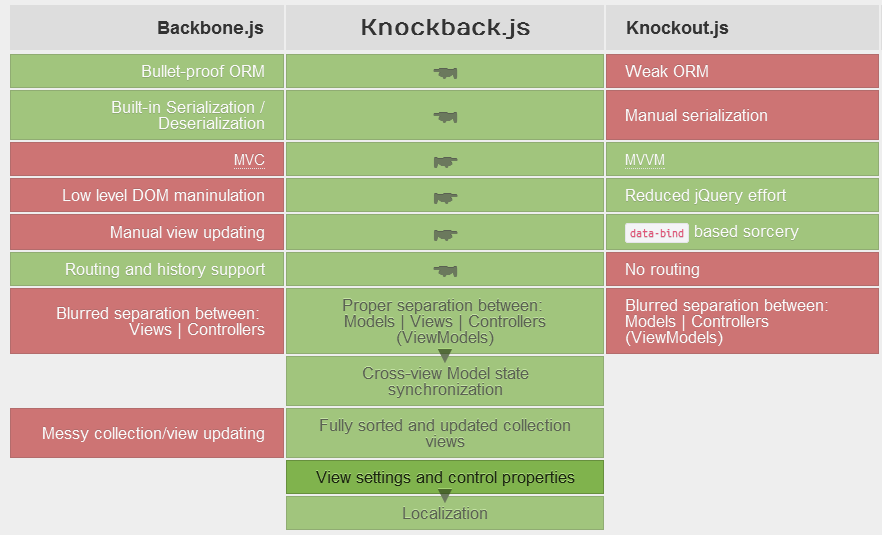 Backbone.js Knockback.js Knockout.js
Bullet-proof ORM Weak ORM
Built-in Serialization /
Deserialization
Manual serialization
MVC MVVM
Low level DOM maninulation Reduced jQuery effort
Manual view updating data-bind based sorcery
Routing and history support No routing
Blurred separation between:
Views | Controllers
Proper separation between:
Models | Views | Controllers
(ViewModels)
Blurred separation between:
Models | Controllers
(ViewModels)
Cross-view Model state
synchronization
Messy collection/view updating
Fully sorted and updated collection
views
View settings and control properties
Localization